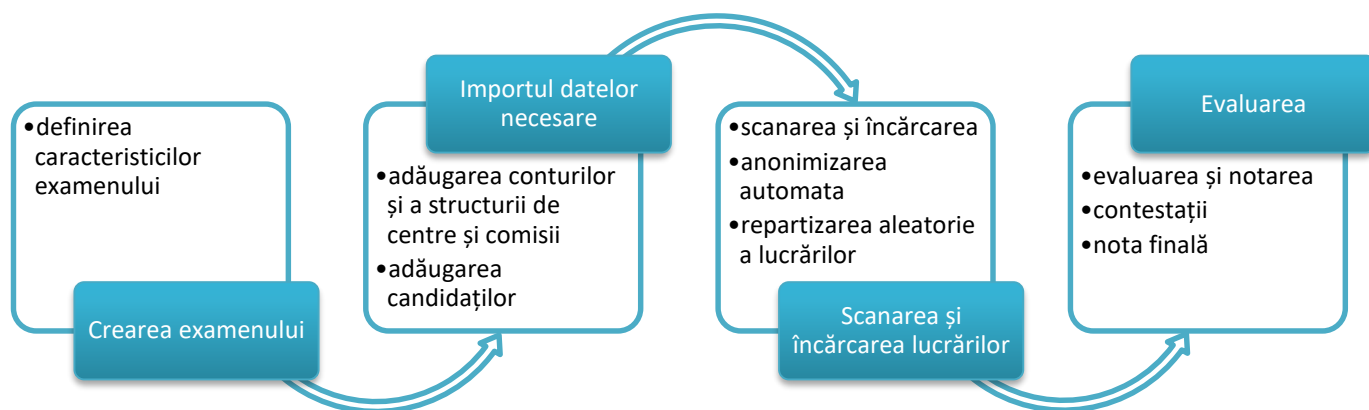 •definirea
caracteristicilor
examenului
Crearea examenului
Importul datelor
necesare
•adăugarea conturilor
și a structurii de
centre și comisii
•adăugarea
candidaților
•scanarea și încărcarea
•anonimizarea
automata
•repartizarea aleatorie
a lucrărilor
Scanarea și
încărcarea lucrărilor
Evaluarea
•evaluarea și notarea
•contestații
•nota finală